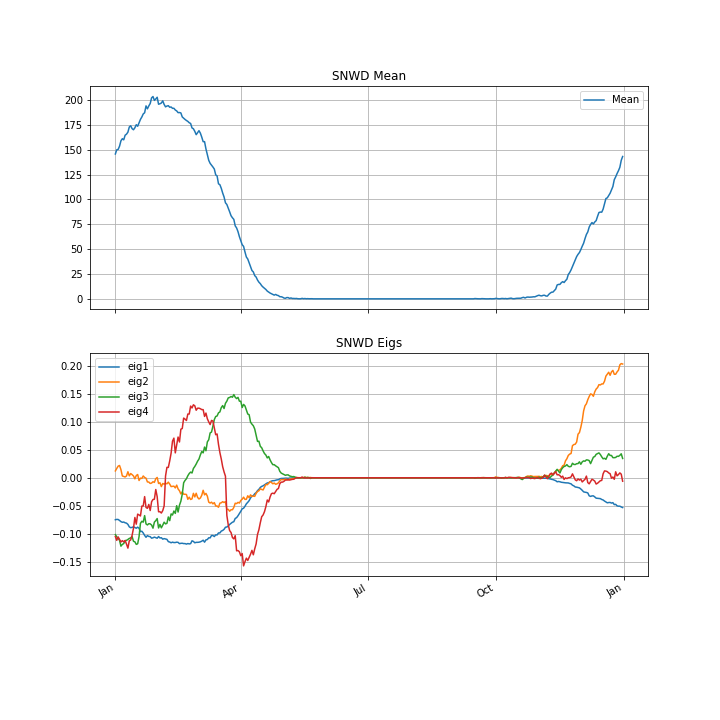 SNWD Mean
200
175
150
125
100
75
50
25
0
Mean
SNWD Eigs
0.20
0.15
0.10
0.05
0.00
−0.05
−0.10
−0.15
eig1
eig2
eig3
eig4
Jan
Apr
Jul
Oct
Jan